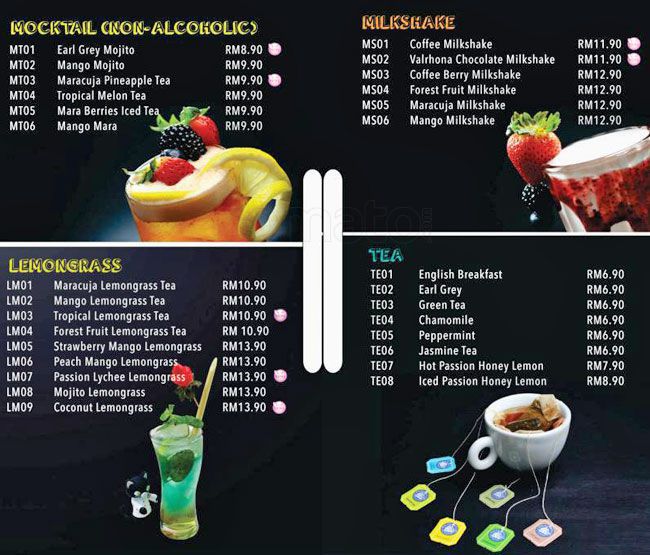 MOCKTAIL (NON-ALCOHOLIC)
MT01 Earl Grey Mojito RM8.90
MT02 Mango Mojito RM9.90
MT03 Maracuja Pineapple Tea RM9.90
MT04 Tropical Melon Tea RM9.90
MT05 Mara Berries Iced Tea RM9.90
MT06 Mango Mara RM9.90
MILKSHAKE
MS01 Coffee Milkshake RM11.90
MS02 Valrhona Chocolate Milkshake RM11.90
MS03 Coffee Berry Milkshake RM12.90
MS04 Forest Fruit Milkshake RM12.90
MS05 Maracuja Milkshake RM12.90
MS06 Mango Milkshake RM12.90
LEMONGRASS
LM01 Maracuja Lemongrass Tea RM10.90
LM02 Mango Lemongrass Tea RM10.90
LM03 Tropical Lemongrass Tea RM 10.90
LM04 Forest Fruit Lemongrass Tea RM 10.90
LM05 Strawberry Mango Lemongrass RM13.90
LM06 Peach Mango Lemongrass RM13.90
LM07 Passion Lychee Lemongrass RM13.90
LM08 Mojito Lemongrass RM13.90
LM09 Coconut Lemongrass RM13.90
TEA
TE01 English Breakfast RM6.90
TE02 Earl Grey RM6.90
TE03 Green Tea RM6.90
TE04 Chamomile RM6.90
TE05 Peppermint RM6.90
TE06 Jasmine Tea RM6.90
TE07 Hot Passion Honey Lemon RM7.90
TE08 Iced Passion Honey Lemon RM8.90